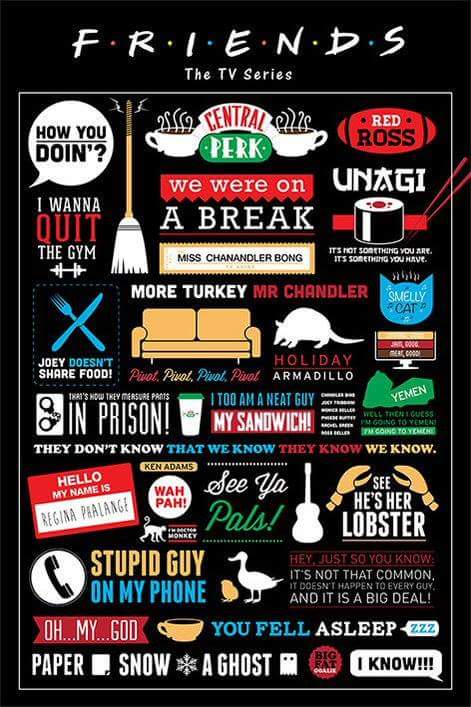 F·R·I·E·N·D·S
The TV Series
HOW YOU
DOIN'?
CENTRAL
PERK
RED
ROSS
I WANNA
QUIT
THE GYM
we were on
A BREAK
UNAGI
IT'S NOT SOMETHING YOU ARE,
IT'S SOMETHING YOU HAVE.
MISS CHANANDLER BONG
TV GUIDE
MORE TURKEY MR CHANDLER
SMELLY
CAT
JOEY DOESN'T
SHARE FOOD!
Pivot, Pivot, Pivot, Pivot
HOLIDAY
ARMADILLO
JAM, GOOD.
MEAT, GOOD!
YEMEN
WELL THEN I GUESS
I'M GOING TO YEMEN!
I'M GOING TO YEMEN!
THAT'S HOW THEY MEASURE PANTS
IN PRISON!
I TOO AM A NEAT GUY
MY SANDWICH!
CHANDLER BING
JOEY TRIBBIANI
MONICA GELLER
PHOEBE BUFFAY
RACHEL GREEN
ROSS GELLER
THEY DON'T KNOW THAT WE KNOW THEY KNOW WE KNOW.
HELLO
MY NAME IS
REGINA PHALANGE
KEN ADAMS
WAH
PAH!
I'M DOCTOR
MONKEY
See Ya
Pals!
SEE
HE'S HER
LOBSTER
STUPID GUY
ON MY PHONE
HEY, JUST SO YOU KNOW:
IT'S NOT THAT COMMON,
IT DOESN'T HAPPEN TO EVERY GUY,
AND IT IS A BIG DEAL!
OH...MY...GOD
YOU FELL ASLEEP ZZZ
PAPER SNOW A GHOST
BIG
FAT
GOALIE
I KNOW!!!